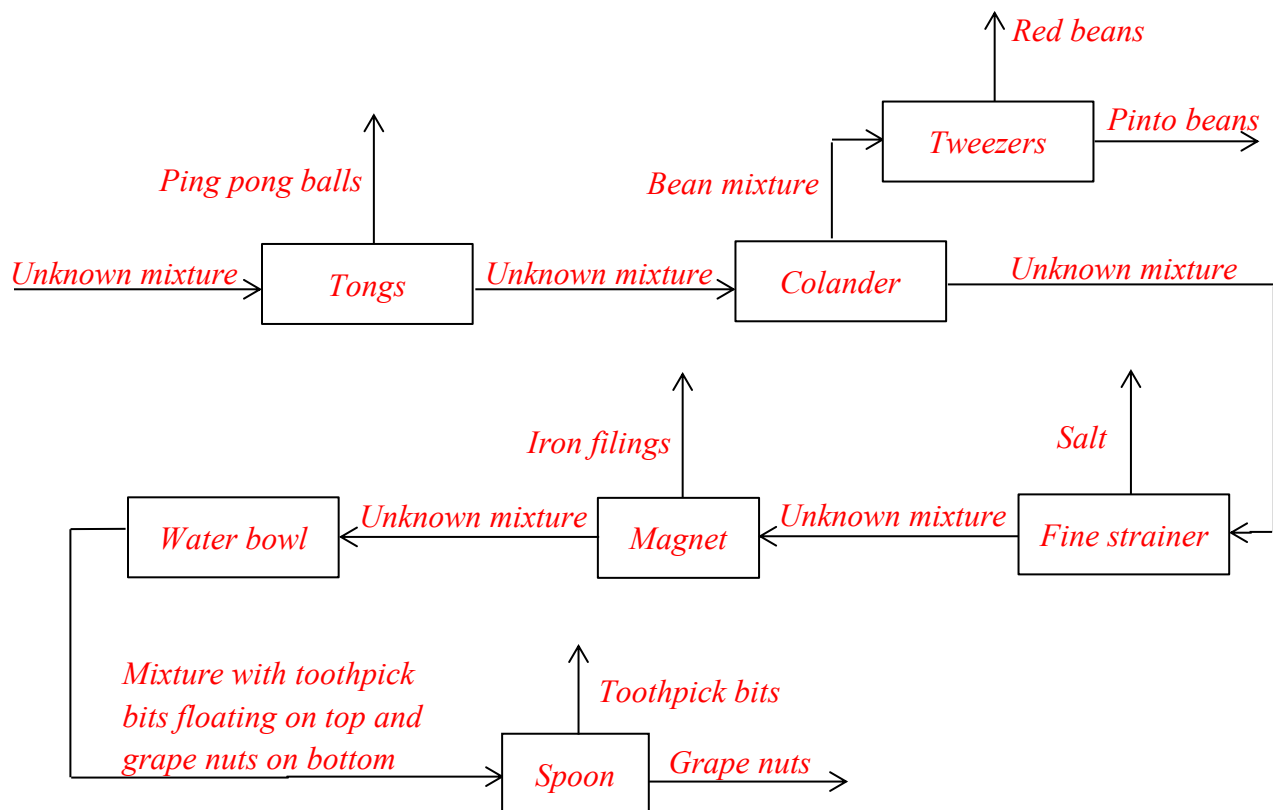 Red beans
Pinto beans
Tweezers
Ping pong balls
Bean mixture
Unknown mixture
Tongs
Unknown mixture
Colander
Unknown mixture
Iron filings
Salt
Water bowl
Unknown mixture
Magnet
Unknown mixture
Fine strainer
Mixture with toothpick
bits floating on top and
grape nuts on bottom
Toothpick bits
Spoon
Grape nuts